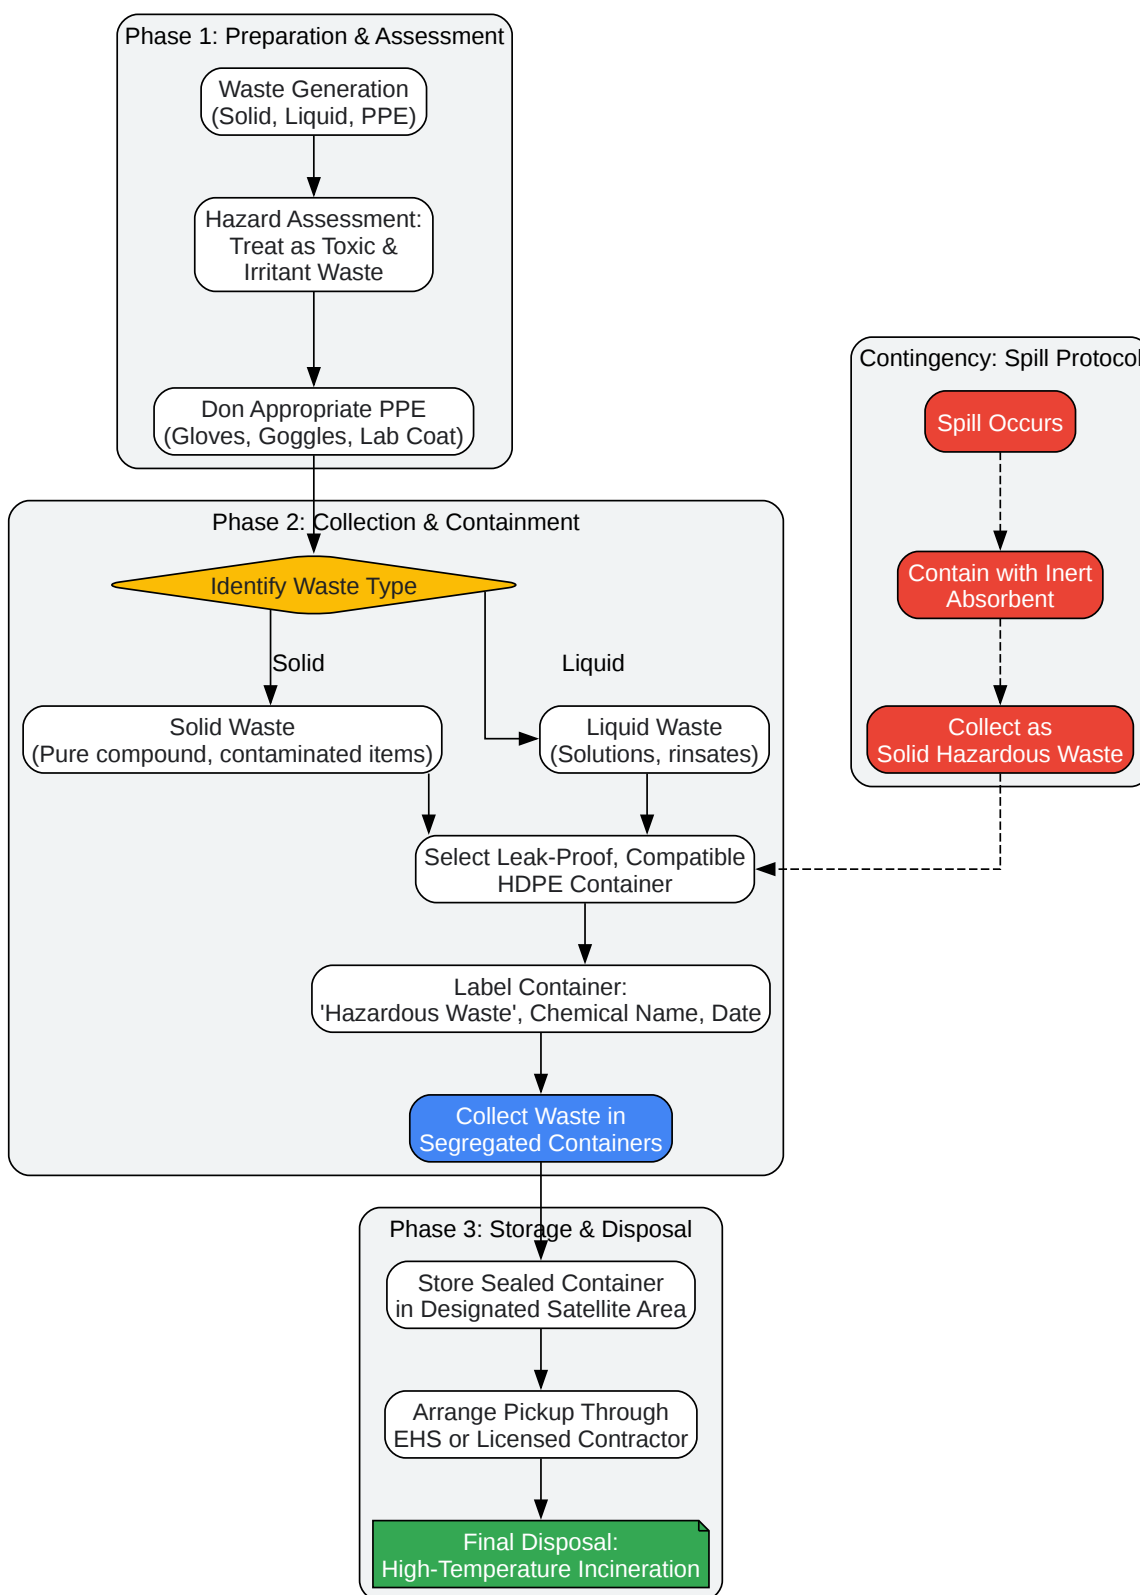 Phase 1: Preparation & Assessment
Waste Generation
(Solid, Liquid, PPE)
Hazard Assessment:
Treat as Toxic &
Irritant Waste
Don Appropriate PPE
(Gloves, Goggles, Lab Coat)
Contingency: Spill Protocol
Spill Occurs
Contain with Inert
Absorbent
Collect as
Solid Hazardous Waste
Phase 2: Collection & Containment
Identify Waste Type
Solid
Liquid
Solid Waste
(Pure compound, contaminated items)
Liquid Waste
(Solutions, rinsates)
Select Leak-Proof, Compatible
HDPE Container
Label Container:
'Hazardous Waste', Chemical Name, Date
Collect Waste in
Segregated Containers
Phase 3: Storage & Disposal
Store Sealed Container
in Designated Satellite Area
Arrange Pickup Through
EHS or Licensed Contractor
Final Disposal:
High-Temperature Incineration